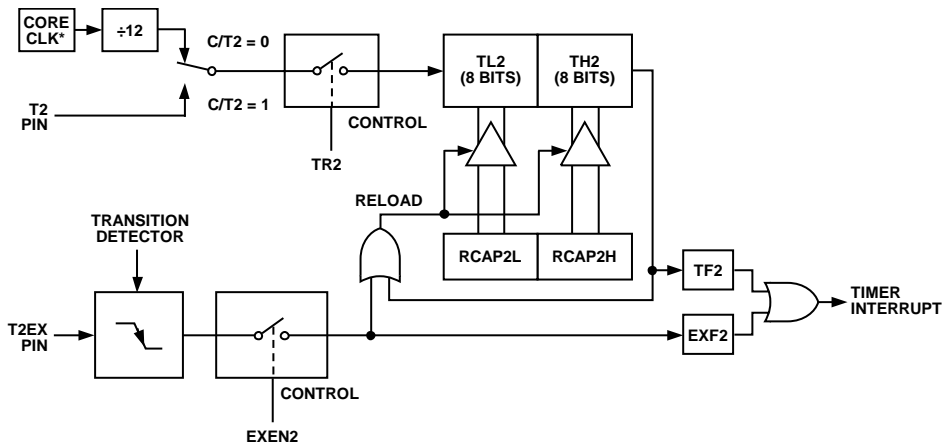 CORE
CLK*
÷12
C/T2 = 0
C/T2 = 1
T2
PIN
CONTROL
TR2
TL2
(8 BITS)
TH2
(8 BITS)
RELOAD
TRANSITION
DETECTOR
RCAP2L
RCAP2H
T2EX
PIN
CONTROL
EXEN2
TF2
EXF2
TIMER
INTERRUPT